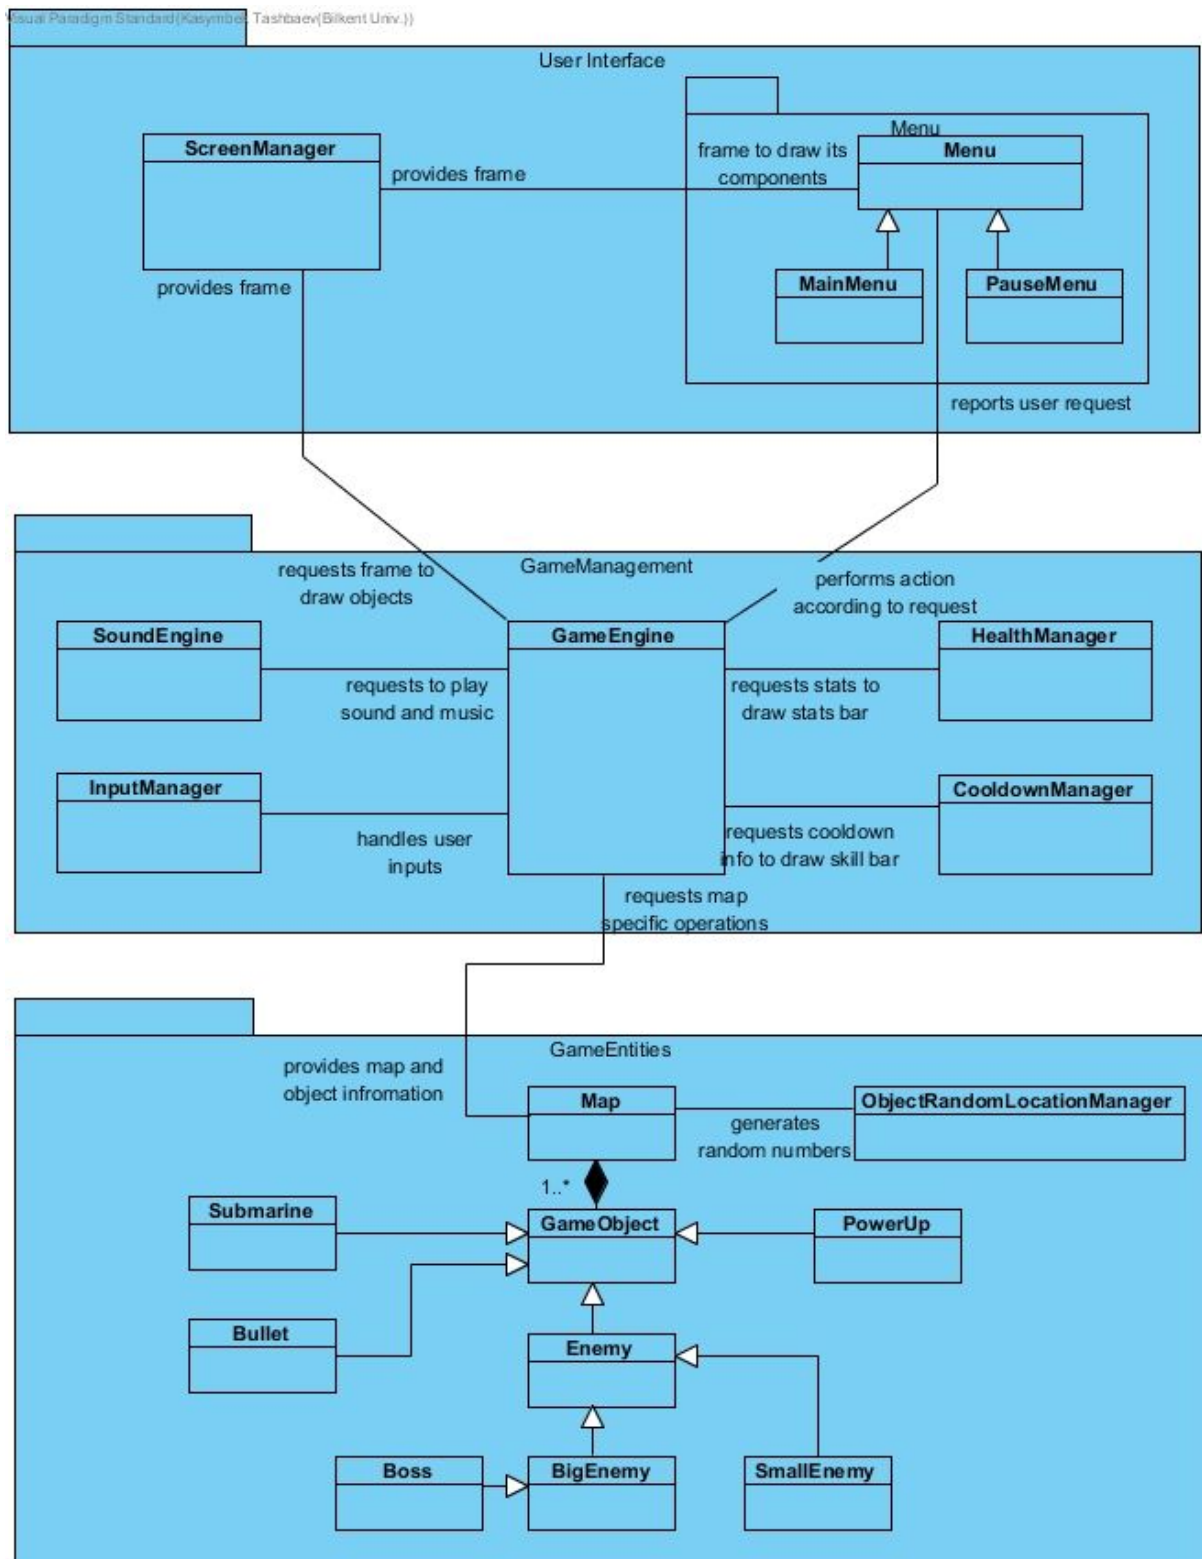 Visual Paradigm Standard(Kasymbek Tashbaev(Bilkent Univ.))
User Interface
Menu
ScreenManager
Menu
provides frame
frame to draw its
components
provides frame
MainMenu
PauseMenu
reports user request
GameManagement
requests frame to
draw objects
performs action
according to request
SoundEngine
GameEngine
HealthManager
requests to play
sound and music
requests stats to
draw stats bar
InputManager
CooldownManager
handles user
inputs
requests cooldown
info to draw skill bar
requests map
specific operations
GameEntities
provides map and
object infromation
Map
ObjectRandomLocationManager
generates
random numbers
1..*
Submarine
GameObject
PowerUp
Bullet
Enemy
Boss
BigEnemy
SmallEnemy